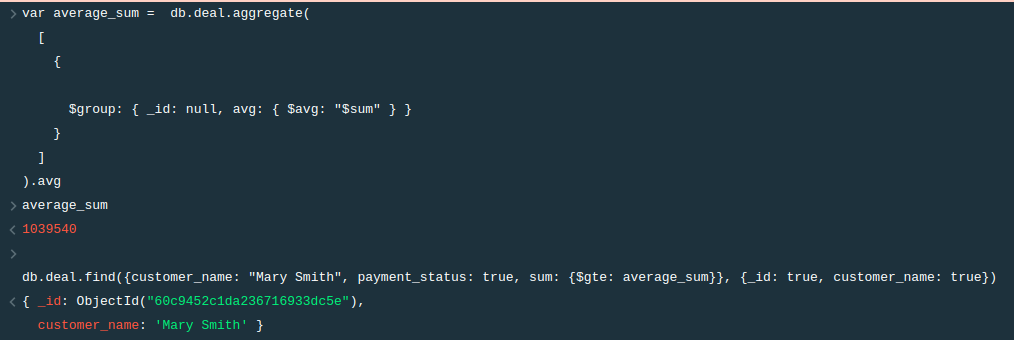 > var average_sum =  db.deal.aggregate(
  [
    {
      $group: { _id: null, avg: { $avg: "$sum" } }
    }
  ]
).avg
> average_sum
< 1039540
>
db.deal.find({customer_name: "Mary Smith", payment_status: true, sum: {$gte: average_sum}}, {_id: true, customer_name: true})
< { _id: ObjectId("60c9452c1da236716933dc5e"),
  customer_name: 'Mary Smith' }